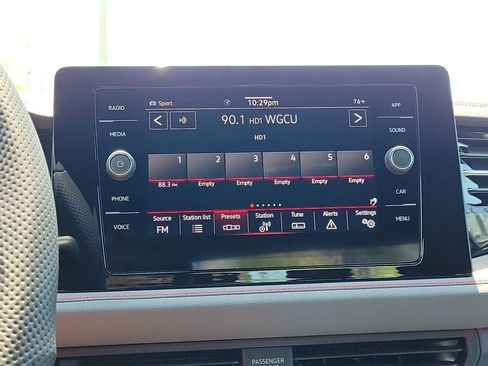 RADIO
MEDIA
PHONE
VOICE
Sport
10:29pm
76°F
90.1 HD1 WGCU
HD1
1 2 3 4 5 6
88.3 FM Empty Empty Empty Empty Empty
Source Station list Presets Station Tune Alerts Settings
FM
APP
SOUND
CAR
MENU
PASSENGER